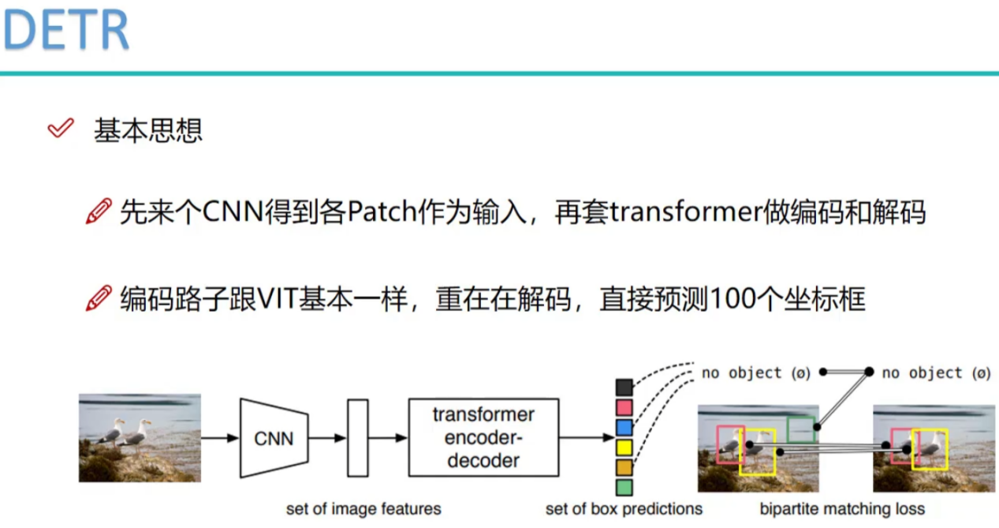 DETR
基本思想
先来个CNN得到各Patch作为输入，再套transformer做编码和解码
编码路子跟VIT基本一样，重在在解码，直接预测100个坐标框
no object (ø)
no object (ø)
CNN
transformer
encoder-
decoder
set of image features
set of box predictions
bipartite matching loss